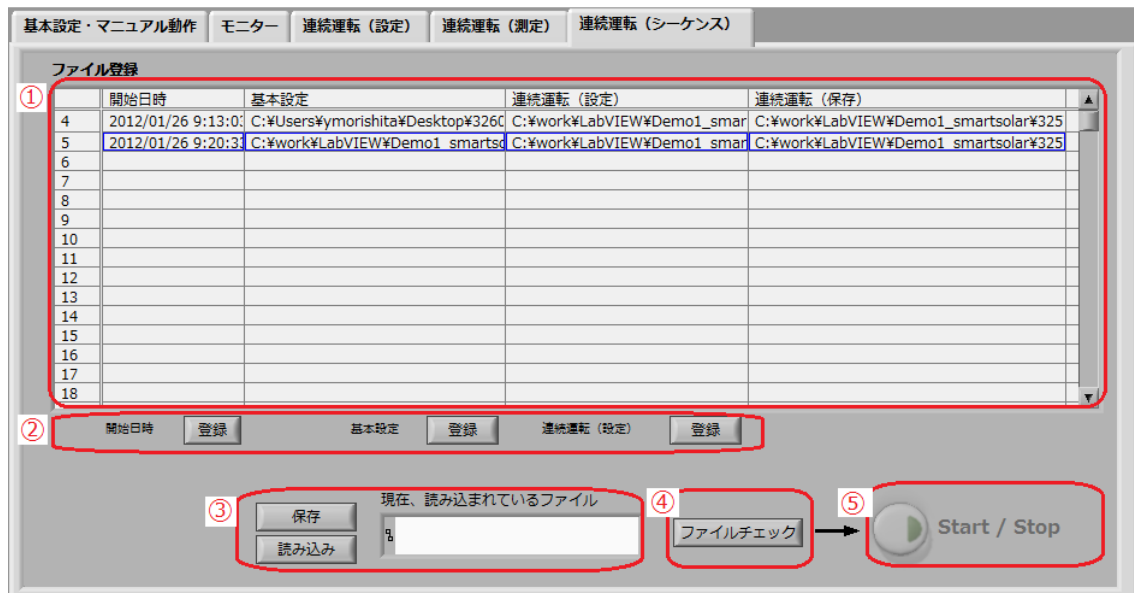 基本設定・マニュアル動作 モニター 連続運転（設定） 連続運転（測定） 連続運転（シーケンス）
ファイル登録
①
開始日時 基本設定 連続運転（設定） 連続運転（保存）
4 2012/01/26 9:13:03 C:¥Users¥ymorishita¥Desktop¥3260 C:¥work¥LabVIEW¥Demo1_smar C:¥work¥LabVIEW¥Demo1_smartsolar¥325
5 2012/01/26 9:20:33 C:¥work¥LabVIEW¥Demo1_smartso C:¥work¥LabVIEW¥Demo1_smar C:¥work¥LabVIEW¥Demo1_smartsolar¥325
6
7
8
9
10
11
12
13
14
15
16
17
18
② 開始日時 登録 基本設定 登録 連続運転（設定） 登録
③ 保存 現在、読み込まれているファイル
読み込み
④ ファイルチェック
⑤ Start / Stop